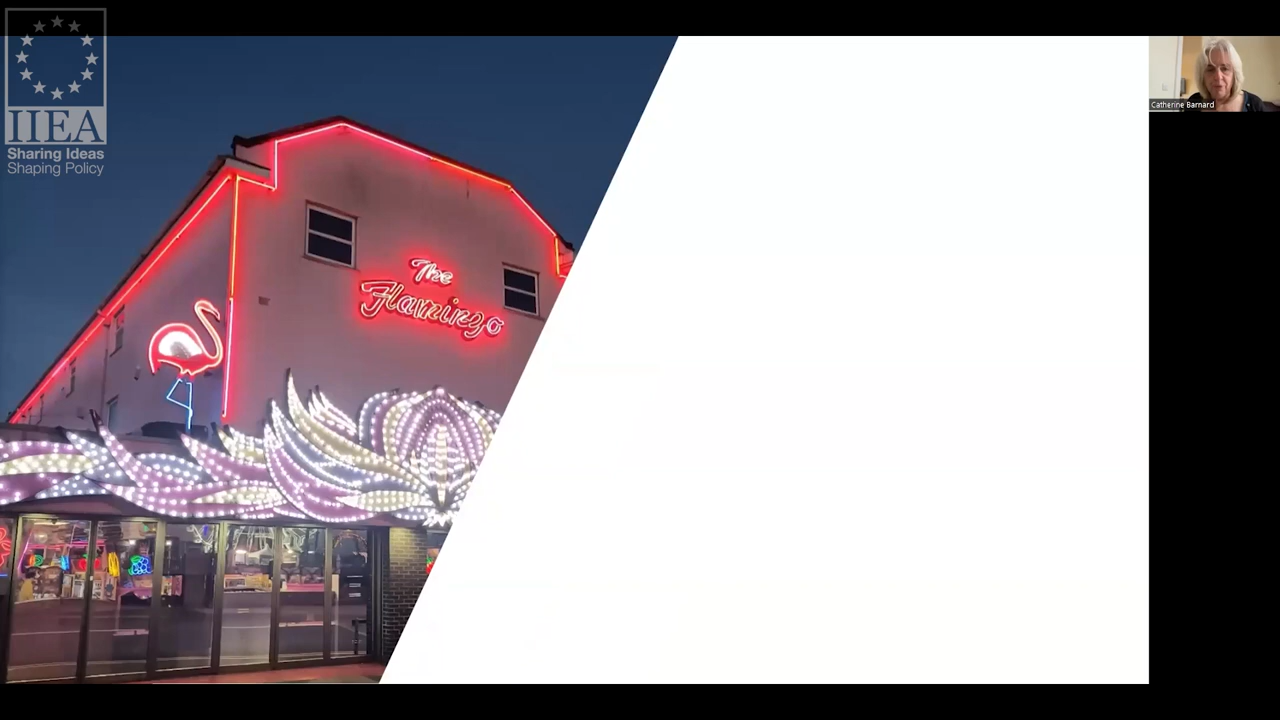 IIEA
Sharing Ideas
Shaping Policy
The
Flamingo
Catherine Barnard